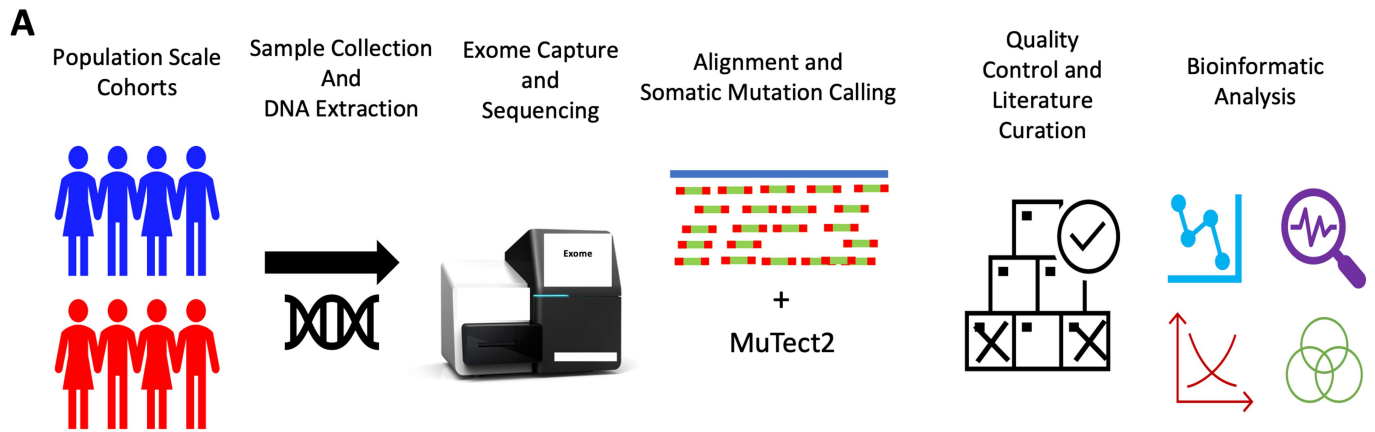 A
Population Scale
Cohorts
Sample Collection
And
DNA Extraction
Exome Capture
and
Sequencing
Alignment and
Somatic Mutation Calling
Quality
Control and
Literature
Curation
Bioinformatic
Analysis
Exome
+
MuTect2